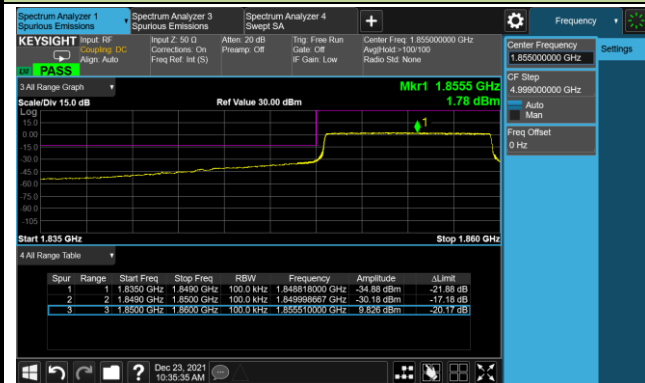 Spectrum Analyzer 1
Spurious Emissions
Spectrum Analyzer 3
Spurious Emissions
Spectrum Analyzer 4
Swept SA
Frequency
KEYSIGHT
Input: RF
Coupling: DC
Align: Auto
Input Z: 50 Ω
Corrections: On
Freq Ref: Int (S)
Atten: 20 dB
Preamp: Off
Trig: Free Run
Gate: Off
IF Gain: Low
Center Freq: 1.855000000 GHz
Avg|Hold:>100/100
Radio Std: None
PASS
Center Frequency
1.855000000 GHz
Settings
CF Step
4.999000000 GHz
Auto
Man
Freq Offset
0 Hz
3 All Range Graph
Mkr1 1.8555 GHz
Scale/Div 15.0 dB
Ref Value 30.00 dBm
1.78 dBm
Log
15.0
0.00
-15.0
-30.0
-45.0
-60.0
-75.0
-90.0
-105
1
Start 1.835 GHz
Stop 1.860 GHz
4 All Range Table
Spur Range Start Freq Stop Freq RBW Frequency Amplitude ΔLimit
1 1 1.8350 GHz 1.8490 GHz 100.0 kHz 1.848818000 GHz -34.88 dBm -21.88 dB
2 2 1.8490 GHz 1.8500 GHz 100.0 kHz 1.849998667 GHz -30.18 dBm -17.18 dB
3 3 1.8500 GHz 1.8600 GHz 100.0 kHz 1.855510000 GHz 9.826 dBm -20.17 dB
?
Dec 23, 2021
10:35:35 AM